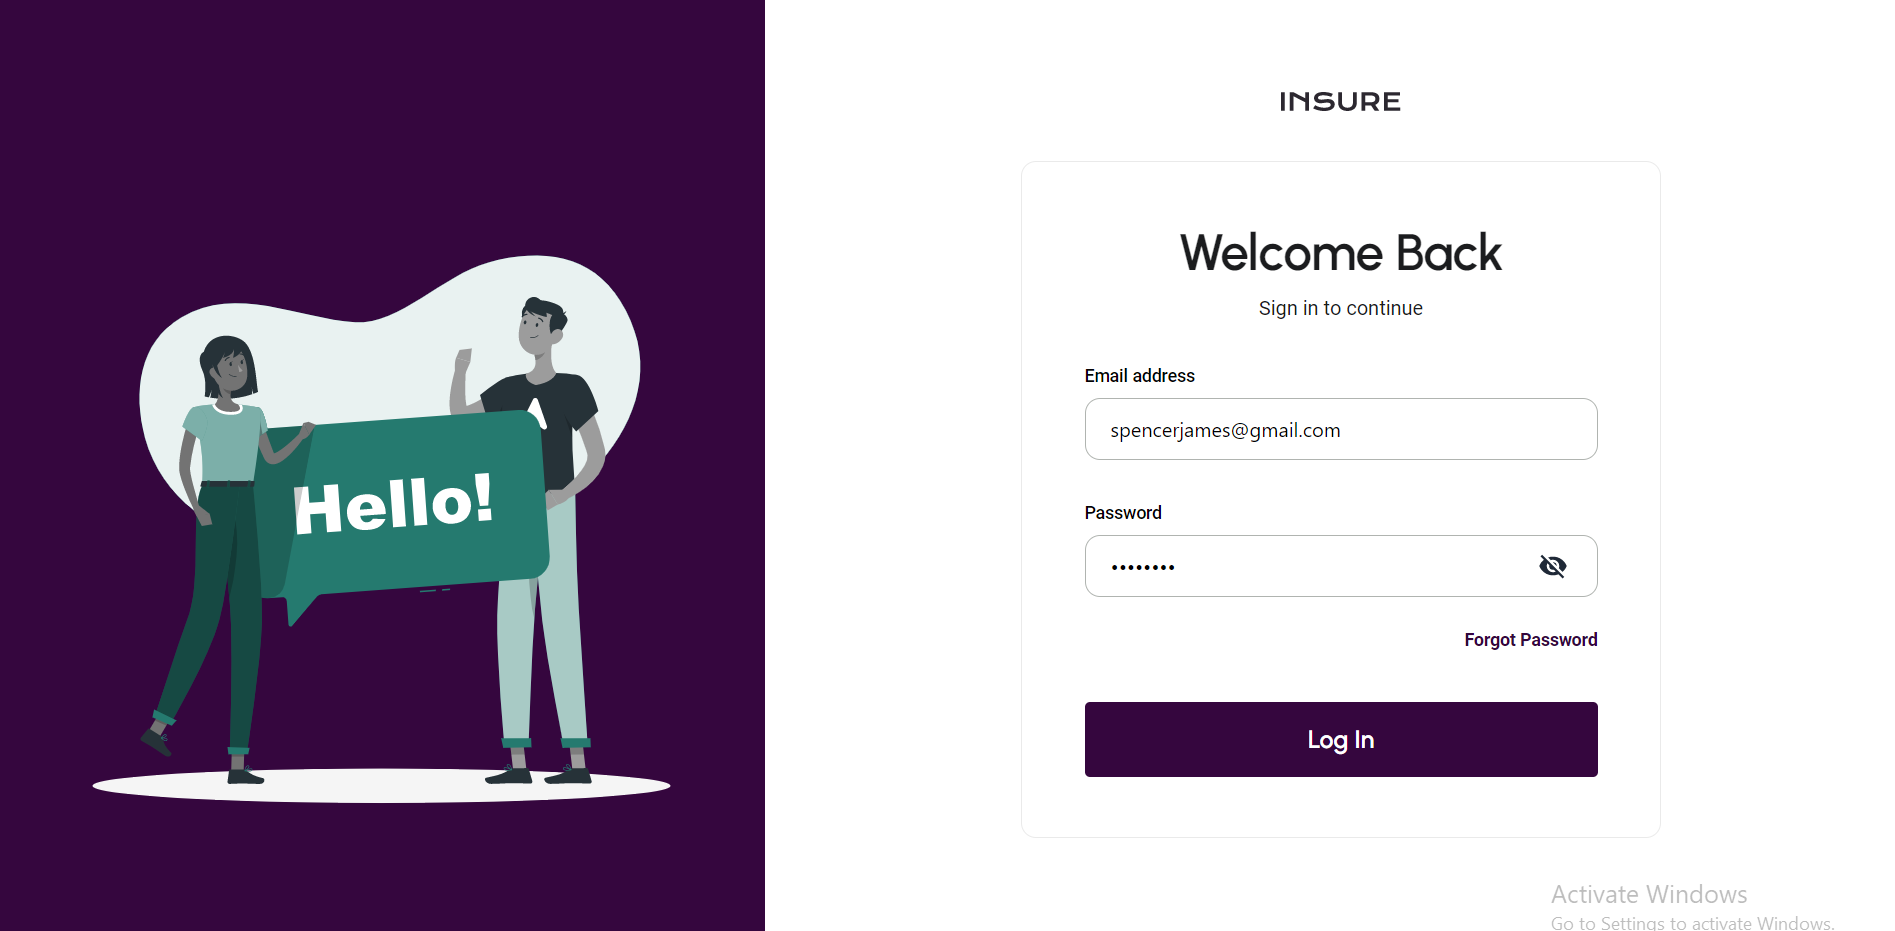 Hello!
INSURE
Welcome Back
Sign in to continue
Email address
spencerjames@gmail.com
Password
••••••••
Forgot Password
Log In
Activate Windows
Go to Settings to activate Windows.